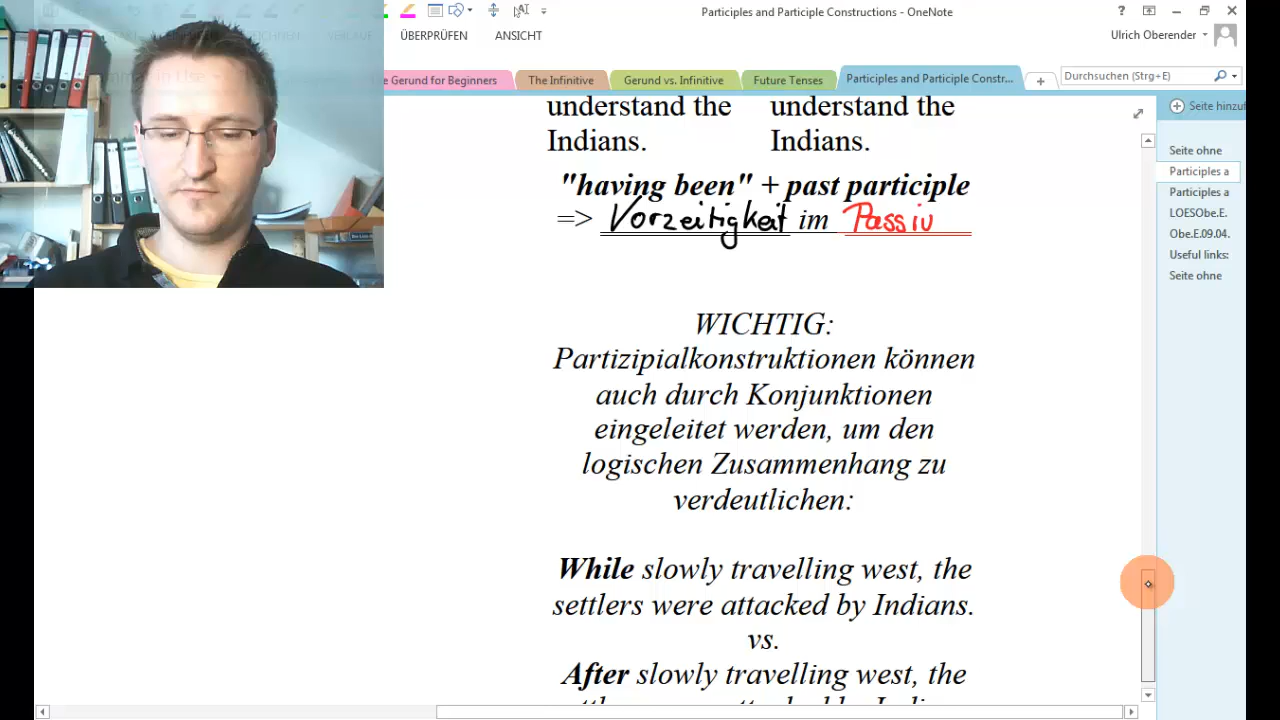 Participles and Participle Constructions - OneNote
?
ÜBERPRÜFEN ANSICHT
Ulrich Oberender
e Gerund for Beginners
The Infinitive
Gerund vs. Infinitive
Future Tenses
Participles and Participle Constr...
Durchsuchen (Strg+E)
understand the understand the
Indians. Indians.
"having been" + past participle
=> Vorzeitigkeit im Passiv
WICHTIG:
Partizipialkonstruktionen können
auch durch Konjunktionen
eingeleitet werden, um den
logischen Zusammenhang zu
verdeutlichen:
While slowly travelling west, the
settlers were attacked by Indians.
vs.
After slowly travelling west, the
Seite hinzuf
Seite ohne
Participles a
Participles a
LOESObe.E.
Obe.E.09.04.
Useful links:
Seite ohne